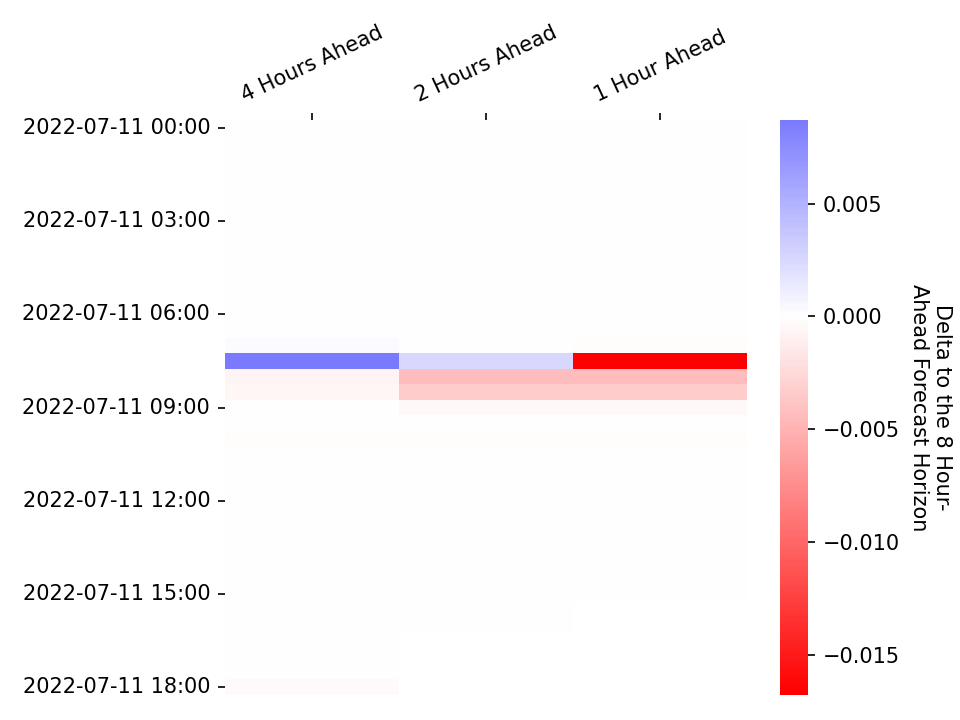 4 Hours Ahead
2 Hours Ahead
1 Hour Ahead
2022-07-11 00:00
2022-07-11 03:00
2022-07-11 06:00
2022-07-11 09:00
2022-07-11 12:00
2022-07-11 15:00
2022-07-11 18:00
0.005
0.000
−0.005
−0.010
−0.015
Delta to the 8 Hour-
Ahead Forecast Horizon